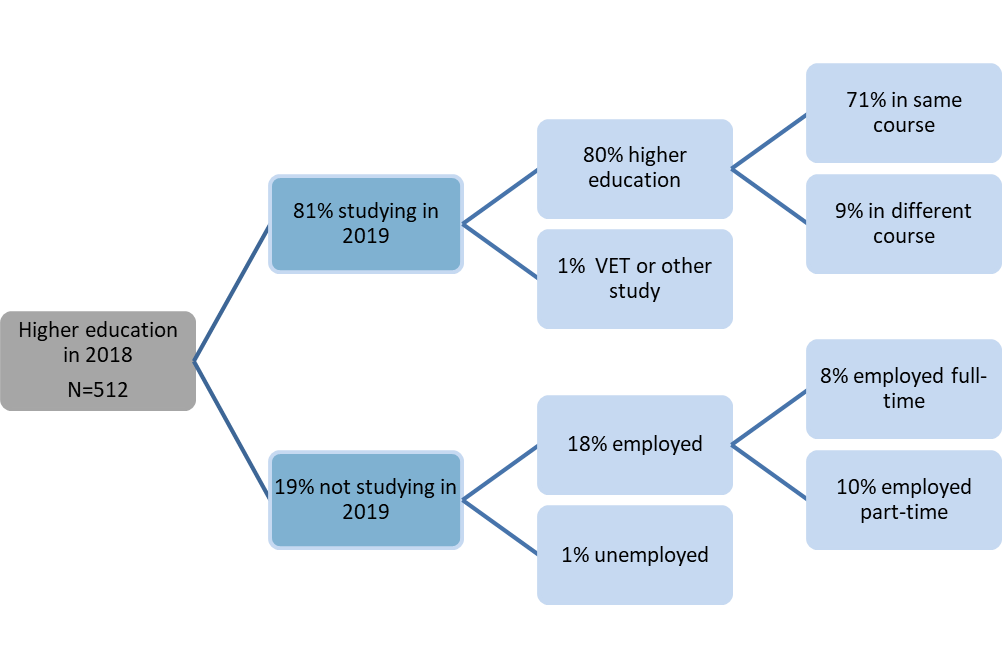 Higher education
in 2018
N=512
81% studying in
2019
80% higher
education
71% in same
course
9% in different
course
1%  VET or other
study
19% not studying in
2019
18% employed
8% employed full-
time
10% employed
part-time
1% unemployed